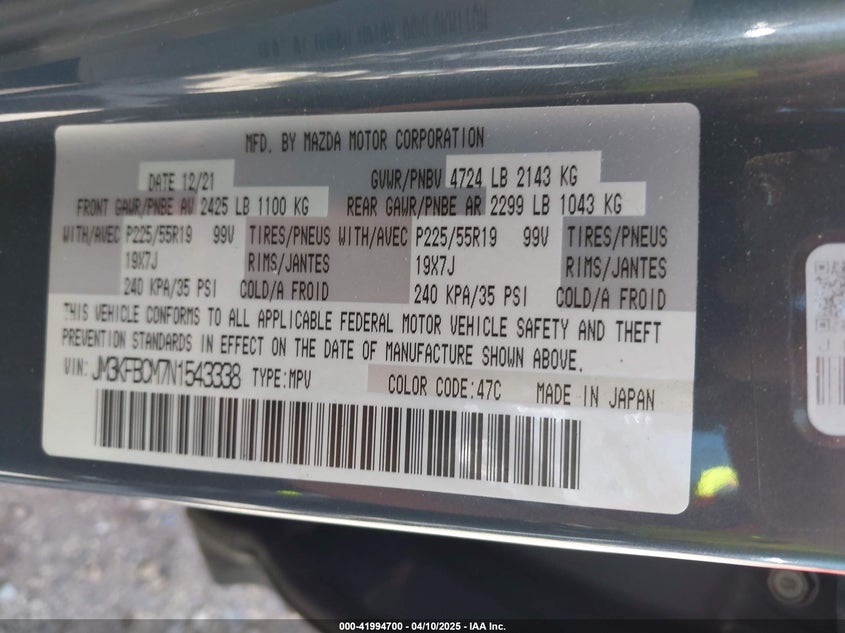 MFD. BY MAZDA MOTOR CORPORATION
DATE 12/21 GVWR/PNBV 4724 LB 2143 KG
FRONT GAWR/PNBE AV 2425 LB 1100 KG REAR GAWR/PNBE AR 2299 LB 1043 KG
WITH/AVEC P225/55R19 99V TIRES/PNEUS WITH/AVEC P225/55R19 99V TIRES/PNEUS
19X7J RIMS/JANTES 19X7J RIMS/JANTES
240 KPA/35 PSI COLD/A FROID 240 KPA/35 PSI COLD/A FROID
THIS VEHICLE CONFORMS TO ALL APPLICABLE FEDERAL MOTOR VEHICLE SAFETY AND THEFT
PREVENTION STANDARDS IN EFFECT ON THE DATE OF MANUFACTURE SHOWN ABOVE.
VIN: JM3KFBCM7N1543338 TYPE:MPV COLOR CODE:47C MADE IN JAPAN
000-41994700 - 04/10/2025 - IAA Inc.